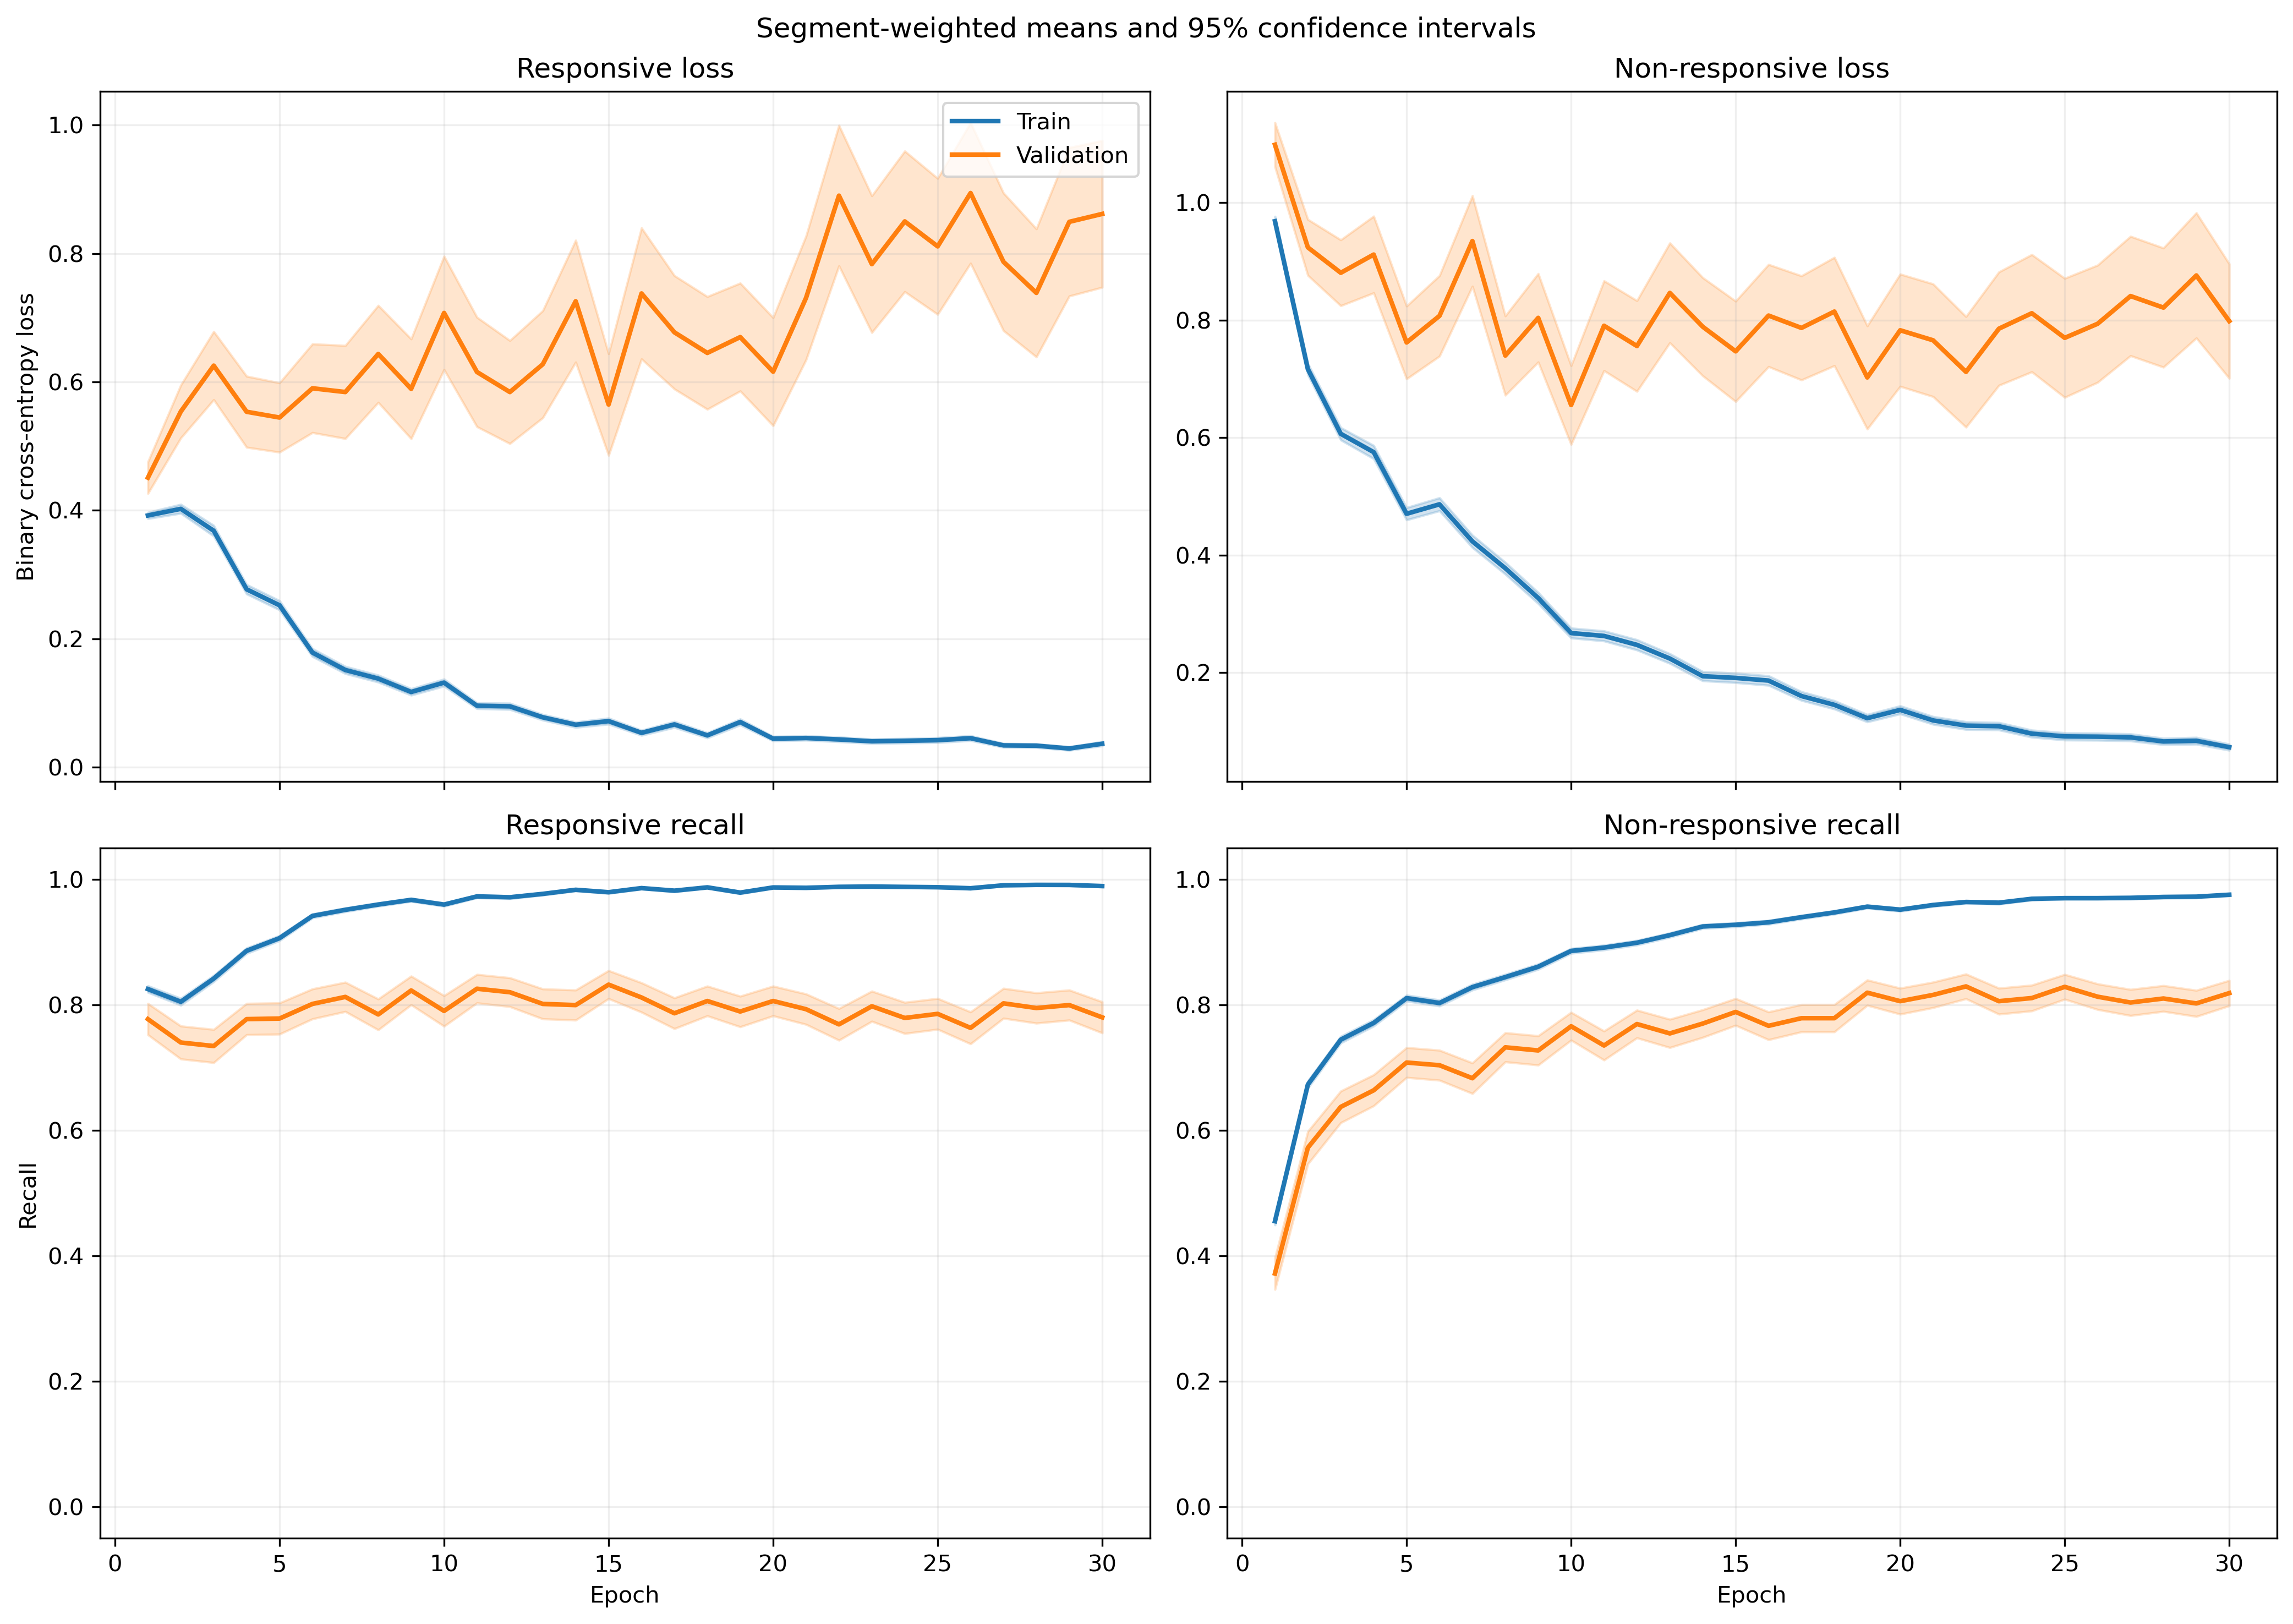 Segment-weighted means and 95% confidence intervals
Responsive loss
Non-responsive loss
Train
Validation
Binary cross-entropy loss
1.0
0.8
0.6
0.4
0.2
0.0
1.0
0.8
0.6
0.4
0.2
Responsive recall
Non-responsive recall
Recall
1.0
0.8
0.6
0.4
0.2
0.0
0 5 10 15 20 25 30
Epoch
1.0
0.8
0.6
0.4
0.2
0.0
0 5 10 15 20 25 30
Epoch